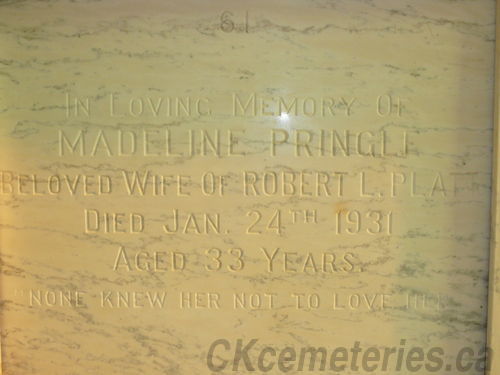 61
IN LOVING MEMORY OF
MADELINE PRINGLE
BELOVED WIFE OF ROBERT L. PLA
DIED JAN. 24TH 1931
AGED 33 YEARS.
"NONE KNEW HER NOT TO LOVE HER
CKcemeteries.ca